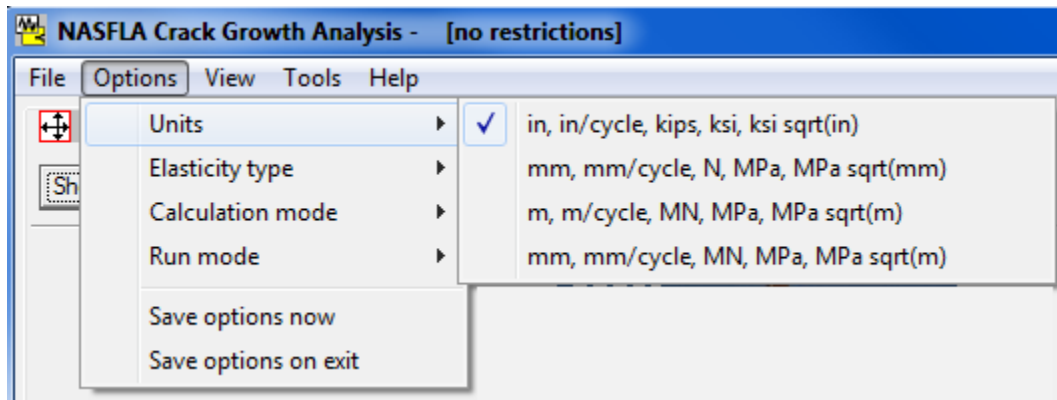 NASFLA Crack Growth Analysis - [no restrictions]
File Options View Tools Help
Units
Elasticity type
Calculation mode
Run mode
Save options now
Save options on exit
in, in/cycle, kips, ksi, ksi sqrt(in)
mm, mm/cycle, N, MPa, MPa sqrt(mm)
m, m/cycle, MN, MPa, MPa sqrt(m)
mm, mm/cycle, MN, MPa, MPa sqrt(m)
Sh